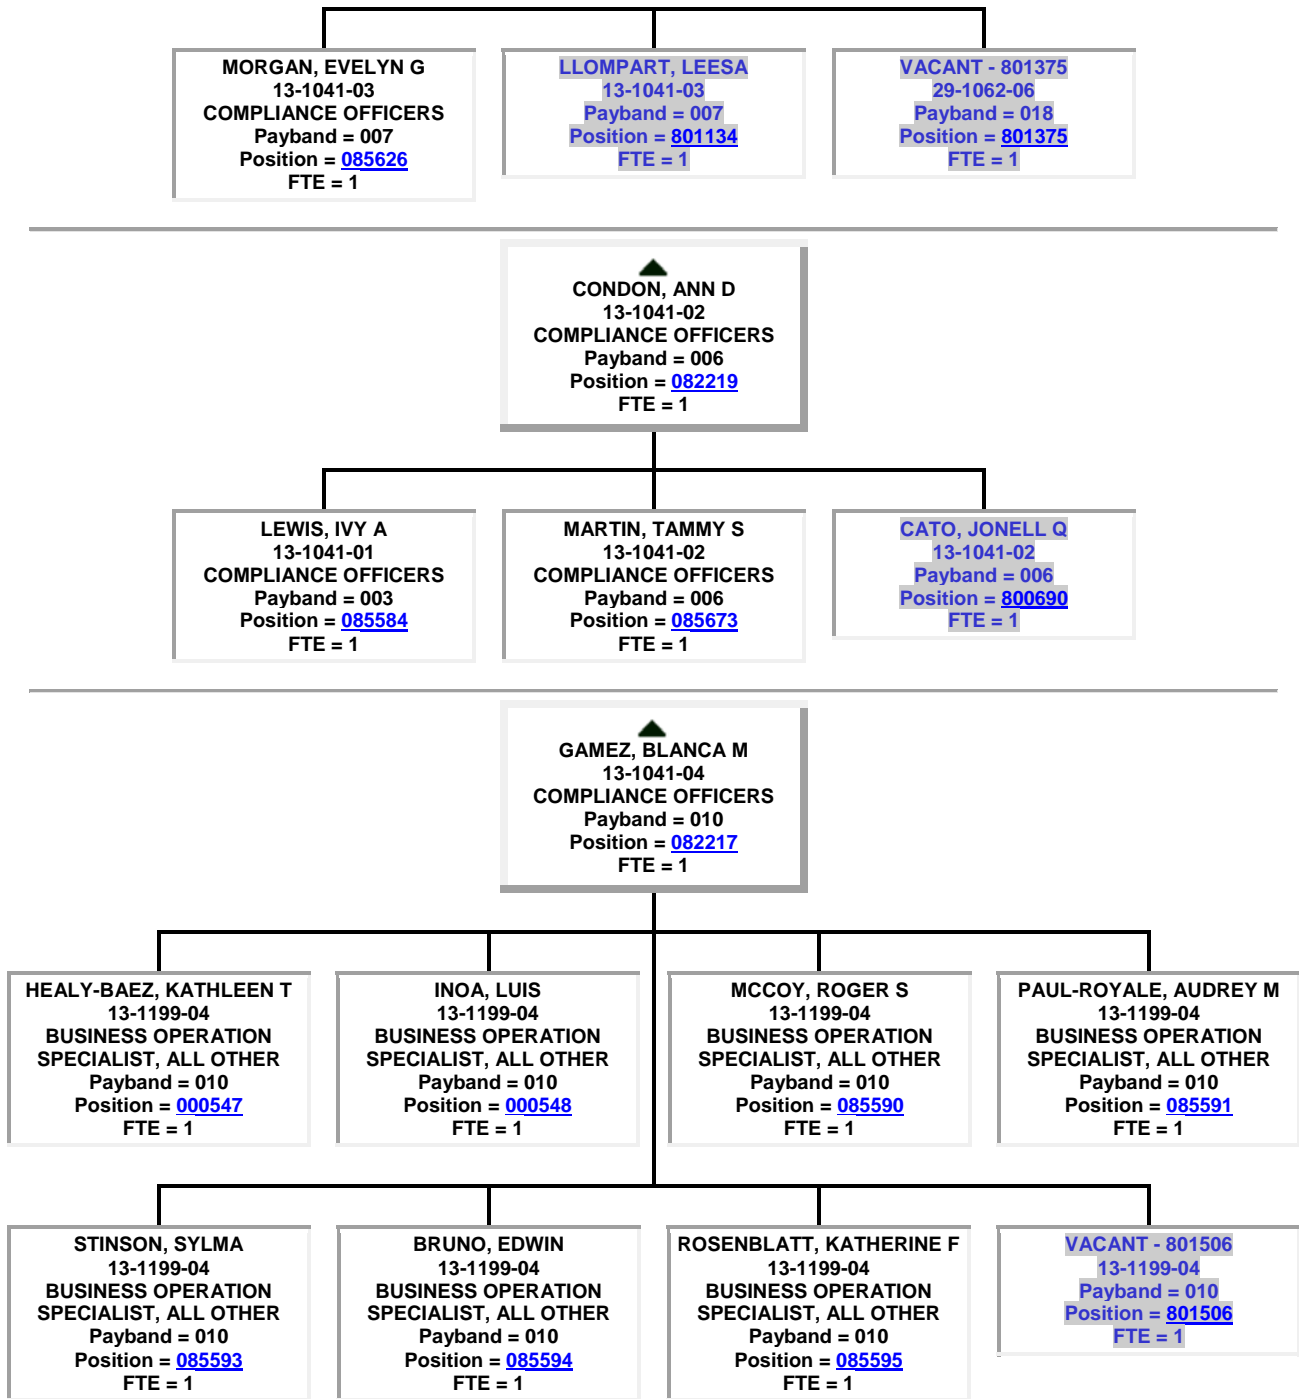 MORGAN, EVELYN G
13-1041-03
COMPLIANCE OFFICERS
Payband = 007
Position = 085626
FTE = 1
LLOMPART, LEESA
13-1041-03
Payband = 007
Position = 801134
FTE = 1
VACANT - 801375
29-1062-06
Payband = 018
Position = 801375
FTE = 1
CONDON, ANN D
13-1041-02
COMPLIANCE OFFICERS
Payband = 006
Position = 082219
FTE = 1
LEWIS, IVY A
13-1041-01
COMPLIANCE OFFICERS
Payband = 003
Position = 085584
FTE = 1
MARTIN, TAMMY S
13-1041-02
COMPLIANCE OFFICERS
Payband = 006
Position = 085673
FTE = 1
CATO, JONELL Q
13-1041-02
Payband = 006
Position = 800690
FTE = 1
GAMEZ, BLANCA M
13-1041-04
COMPLIANCE OFFICERS
Payband = 010
Position = 082217
FTE = 1
HEALY-BAEZ, KATHLEEN T
13-1199-04
BUSINESS OPERATION
SPECIALIST, ALL OTHER
Payband = 010
Position = 000547
FTE = 1
INOA, LUIS
13-1199-04
BUSINESS OPERATION
SPECIALIST, ALL OTHER
Payband = 010
Position = 000548
FTE = 1
MCCOY, ROGER S
13-1199-04
BUSINESS OPERATION
SPECIALIST, ALL OTHER
Payband = 010
Position = 085590
FTE = 1
PAUL-ROYALE, AUDREY M
13-1199-04
BUSINESS OPERATION
SPECIALIST, ALL OTHER
Payband = 010
Position = 085591
FTE = 1
STINSON, SYLMA
13-1199-04
BUSINESS OPERATION
SPECIALIST, ALL OTHER
Payband = 010
Position = 085593
FTE = 1
BRUNO, EDWIN
13-1199-04
BUSINESS OPERATION
SPECIALIST, ALL OTHER
Payband = 010
Position = 085594
FTE = 1
ROSENBLATT, KATHERINE F
13-1199-04
BUSINESS OPERATION
SPECIALIST, ALL OTHER
Payband = 010
Position = 085595
FTE = 1
VACANT - 801506
13-1199-04
Payband = 010
Position = 801506
FTE = 1